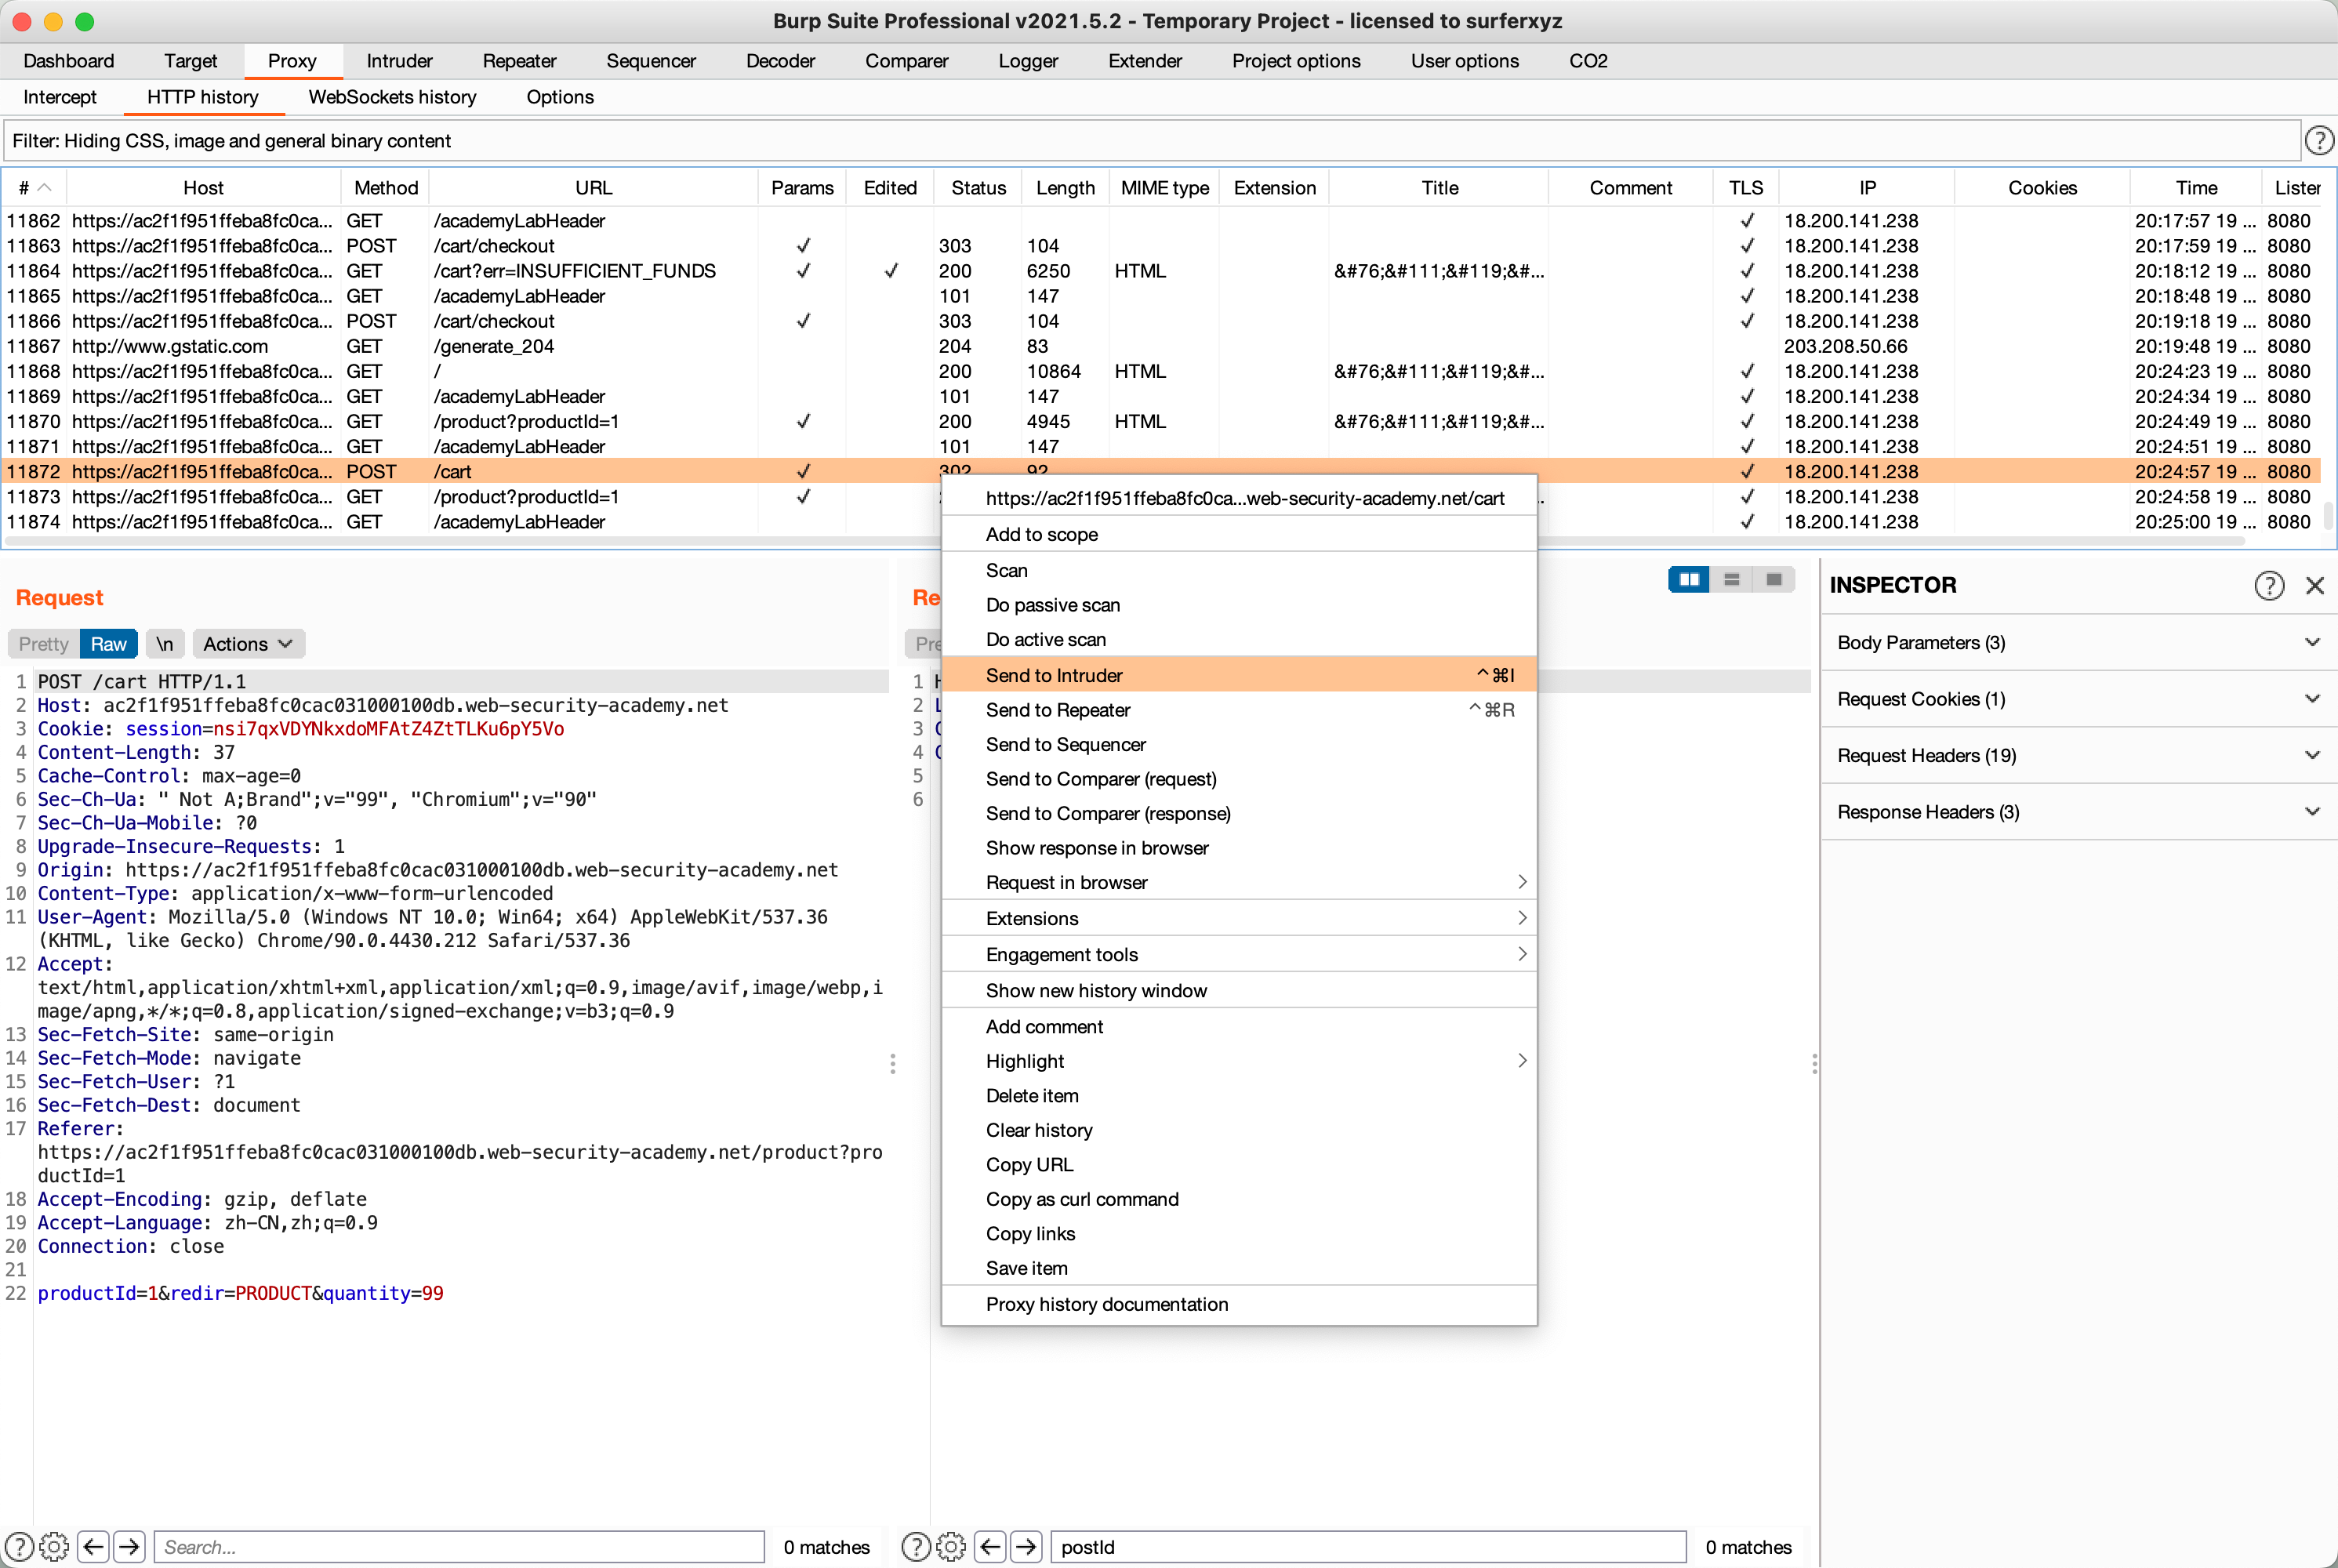 Burp Suite Professional v2021.5.2 - Temporary Project - licensed to surferxyz
Dashboard Target Proxy Intruder Repeater Sequencer Decoder Comparer Logger Extender Project options User options CO2
Intercept HTTP history WebSockets history Options
Filter: Hiding CSS, image and general binary content
# Host Method URL Params Edited Status Length MIME type Extension Title Comment TLS IP Cookies Time Lister
11862 https://ac2f1f951ffeba8fc0ca... GET /academyLabHeader ✓ 18.200.141.238 20:17:57 19 ... 8080
11863 https://ac2f1f951ffeba8fc0ca... POST /cart/checkout ✓ 303 104 ✓ 18.200.141.238 20:17:59 19 ... 8080
11864 https://ac2f1f951ffeba8fc0ca... GET /cart?err=INSUFFICIENT_FUNDS ✓ ✓ 200 6250 HTML &#76;&#111;&#119;&#... ✓ 18.200.141.238 20:18:12 19 ... 8080
11865 https://ac2f1f951ffeba8fc0ca... GET /academyLabHeader 101 147 ✓ 18.200.141.238 20:18:48 19 ... 8080
11866 https://ac2f1f951ffeba8fc0ca... POST /cart/checkout ✓ 303 104 ✓ 18.200.141.238 20:19:18 19 ... 8080
11867 http://www.gstatic.com GET /generate_204 204 83 203.208.50.66 20:19:48 19 ... 8080
11868 https://ac2f1f951ffeba8fc0ca... GET / 200 10864 HTML &#76;&#111;&#119;&#... ✓ 18.200.141.238 20:24:23 19 ... 8080
11869 https://ac2f1f951ffeba8fc0ca... GET /academyLabHeader 101 147 ✓ 18.200.141.238 20:24:34 19 ... 8080
11870 https://ac2f1f951ffeba8fc0ca... GET /product?productId=1 ✓ 200 4945 HTML &#76;&#111;&#119;&#... ✓ 18.200.141.238 20:24:49 19 ... 8080
11871 https://ac2f1f951ffeba8fc0ca... GET /academyLabHeader 101 147 ✓ 18.200.141.238 20:24:51 19 ... 8080
11872 https://ac2f1f951ffeba8fc0ca... POST /cart ✓ 302 92 ✓ 18.200.141.238 20:24:57 19 ... 8080
11873 https://ac2f1f951ffeba8fc0ca... GET /product?productId=1 ✓ ✓ 18.200.141.238 20:24:58 19 ... 8080
11874 https://ac2f1f951ffeba8fc0ca... GET /academyLabHeader ✓ 18.200.141.238 20:25:00 19 ... 8080
https://ac2f1f951ffeba8fc0ca...web-security-academy.net/cart
Add to scope
Scan
Do passive scan
Do active scan
Send to Intruder ^⌘I
Send to Repeater ^⌘R
Send to Sequencer
Send to Comparer (request)
Send to Comparer (response)
Show response in browser
Request in browser
Extensions
Engagement tools
Show new history window
Add comment
Highlight
Delete item
Clear history
Copy URL
Copy as curl command
Copy links
Save item
Proxy history documentation
Request
Pretty Raw \n Actions
1 POST /cart HTTP/1.1
2 Host: ac2f1f951ffeba8fc0cac031000100db.web-security-academy.net
3 Cookie: session=nsi7qxVDYNkxdoMFAtZ4ZtTLKu6pY5Vo
4 Content-Length: 37
5 Cache-Control: max-age=0
6 Sec-Ch-Ua: " Not A;Brand";v="99", "Chromium";v="90"
7 Sec-Ch-Ua-Mobile: ?0
8 Upgrade-Insecure-Requests: 1
9 Origin: https://ac2f1f951ffeba8fc0cac031000100db.web-security-academy.net
10 Content-Type: application/x-www-form-urlencoded
11 User-Agent: Mozilla/5.0 (Windows NT 10.0; Win64; x64) AppleWebKit/537.36
(KHTML, like Gecko) Chrome/90.0.4430.212 Safari/537.36
12 Accept:
text/html,application/xhtml+xml,application/xml;q=0.9,image/avif,image/webp,i
mage/apng,*/*;q=0.8,application/signed-exchange;v=b3;q=0.9
13 Sec-Fetch-Site: same-origin
14 Sec-Fetch-Mode: navigate
15 Sec-Fetch-User: ?1
16 Sec-Fetch-Dest: document
17 Referer:
https://ac2f1f951ffeba8fc0cac031000100db.web-security-academy.net/product?pro
ductId=1
18 Accept-Encoding: gzip, deflate
19 Accept-Language: zh-CN,zh;q=0.9
20 Connection: close
21
22 productId=1&redir=PRODUCT&quantity=99
Re
Pre
1 H
2 L
3 C
4 C
5
6
INSPECTOR
Body Parameters (3)
Request Cookies (1)
Request Headers (19)
Response Headers (3)
Search... 0 matches
postId 0 matches